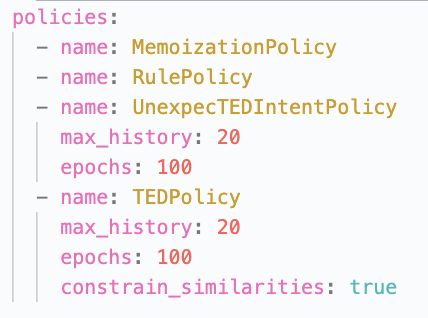 policies:
  - name: MemoizationPolicy
  - name: RulePolicy
  - name: UnexpecTEDIntentPolicy
    max_history: 20
    epochs: 100
  - name: TEDPolicy
    max_history: 20
    epochs: 100
    constrain_similarities: true